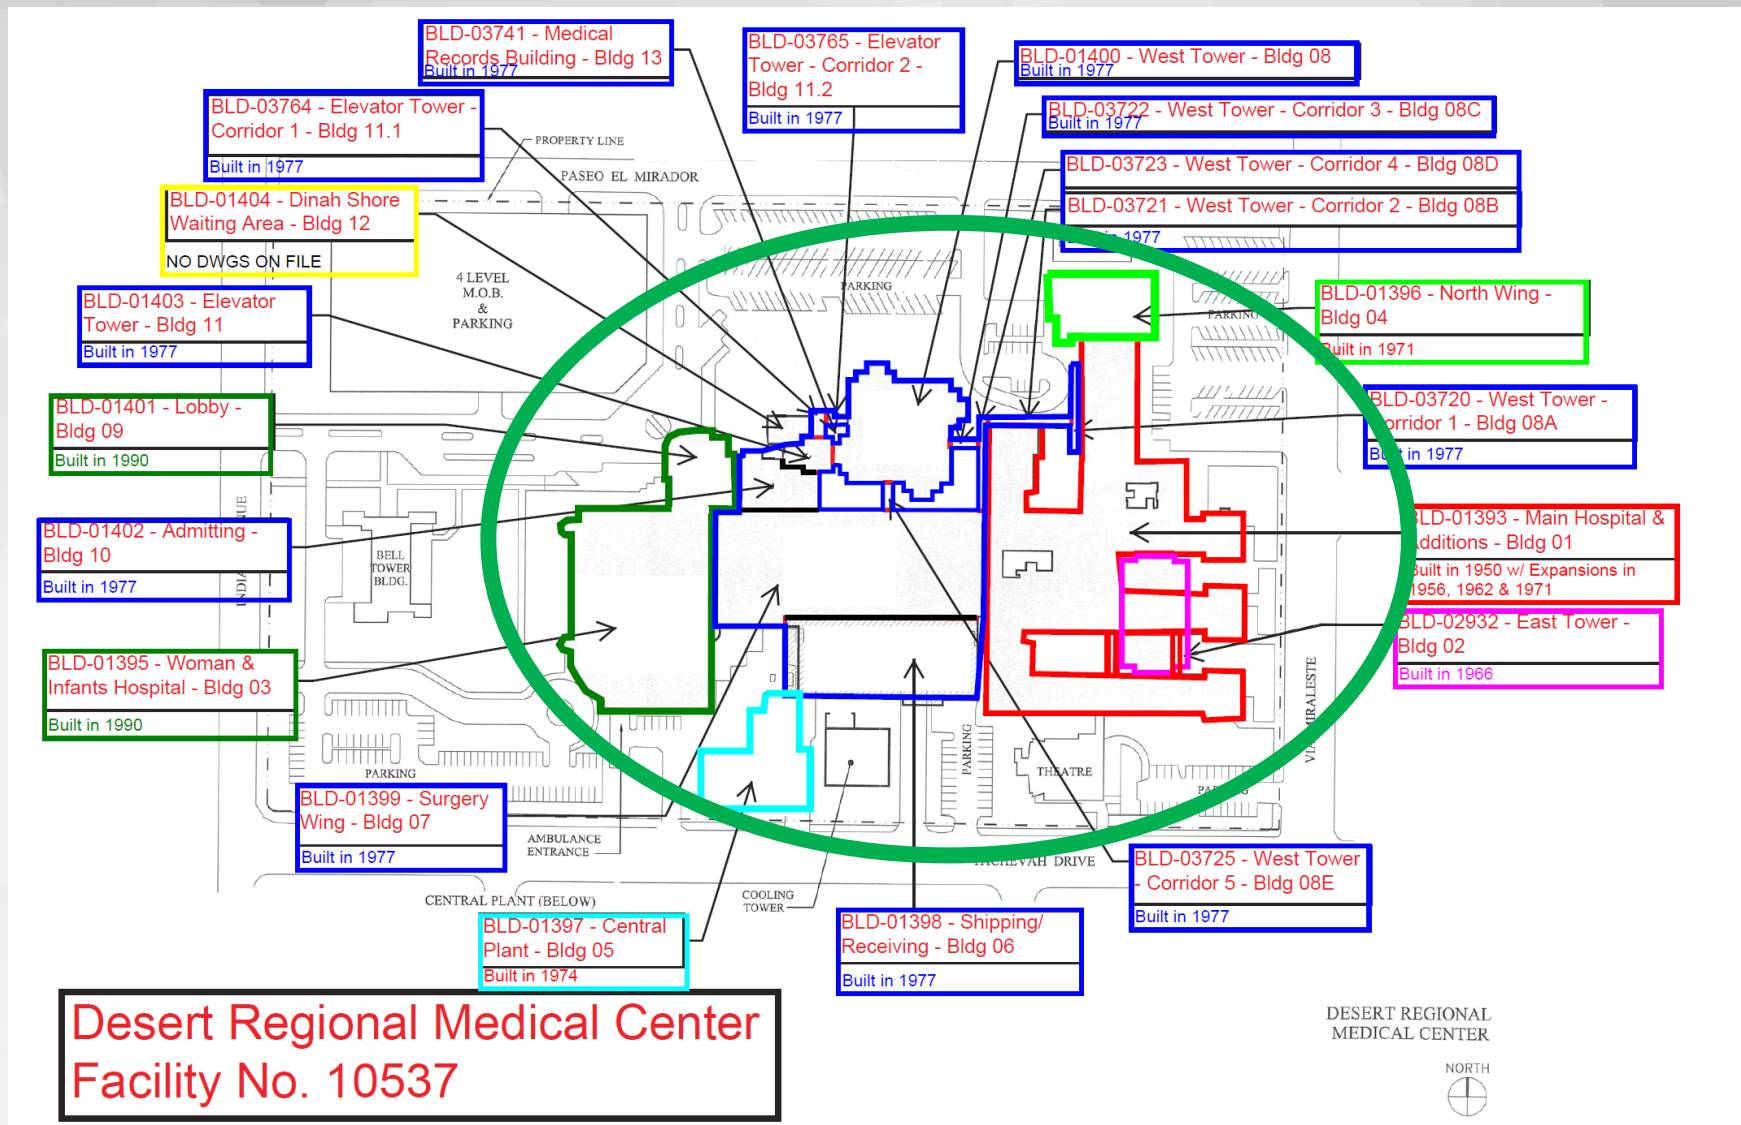 BLD-03741 - Medical
Records Building - Bldg 13
Built in 1977
BLD-03765 - Elevator
Tower - Corridor 2 -
Bldg 11.2
Built in 1977
BLD-01400 - West Tower - Bldg 08
Built in 1977
BLD-03764 - Elevator Tower -
Corridor 1 - Bldg 11.1
Built in 1977
BLD-03722 - West Tower - Corridor 3 - Bldg 08C
Built in 1977
PROPERTY LINE
PASEO EL MIRADOR
BLD-03723 - West Tower - Corridor 4 - Bldg 08D
BLD-03721 - West Tower - Corridor 2 - Bldg 08B
1977
BLD-01404 - Dinah Shore
Waiting Area - Bldg 12
NO DWGS ON FILE
4 LEVEL
M.O.B.
&
PARKING
PARKING
BLD-01396 - North Wing -
Bldg 04
Built in 1971
PARKING
BLD-01403 - Elevator
Tower - Bldg 11
Built in 1977
BLD-01401 - Lobby -
Bldg 09
Built in 1990
BLD-03720 - West Tower -
Corridor 1 - Bldg 08A
Built in 1977
BLD-01402 - Admitting -
Bldg 10
Built in 1977
BELL
TOWER
BLDG.
BLD-01393 - Main Hospital &
Additions - Bldg 01
Built in 1950 w/ Expansions in
1956, 1962 & 1971
BLD-02932 - East Tower -
Bldg 02
Built in 1966
BLD-01395 - Woman &
Infants Hospital - Bldg 03
Built in 1990
VIA MIRALESTE
PARKING
PARKING
THEATRE
PARKING
BLD-01399 - Surgery
Wing - Bldg 07
Built in 1977
AMBULANCE
ENTRANCE
TACHEVAH DRIVE
BLD-03725 - West Tower
- Corridor 5 - Bldg 08E
Built in 1977
CENTRAL PLANT (BELOW)
COOLING
TOWER
BLD-01397 - Central
Plant - Bldg 05
Built in 1974
BLD-01398 - Shipping/
Receiving - Bldg 06
Built in 1977
Desert Regional Medical Center
Facility No. 10537
DESERT REGIONAL
MEDICAL CENTER
NORTH